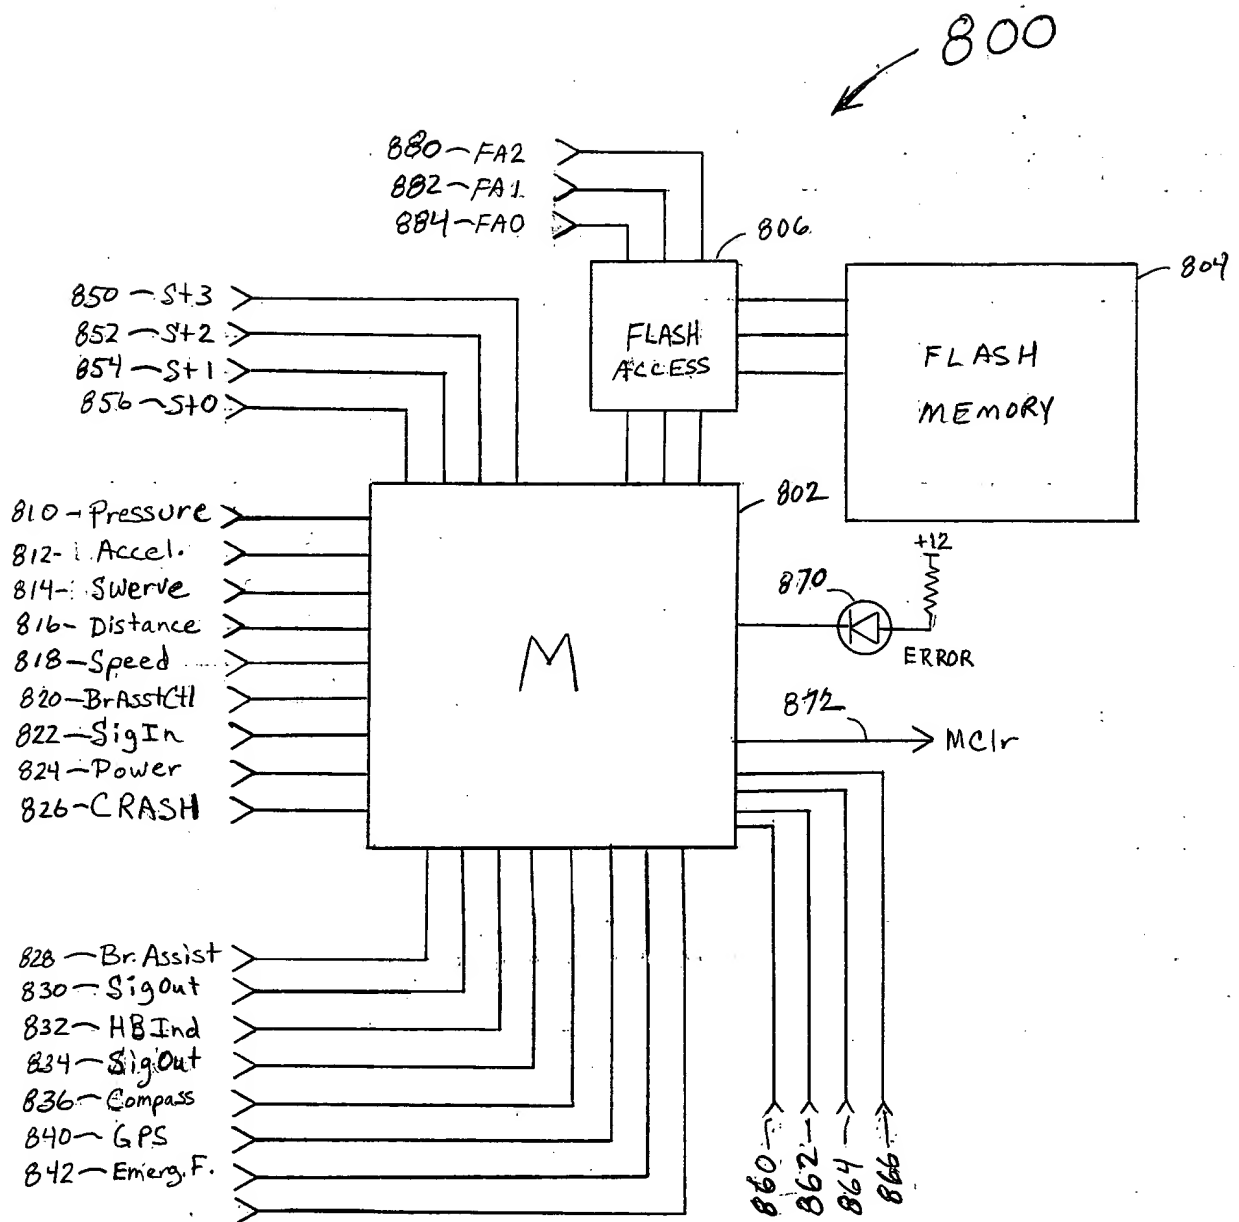 800
880-FA2
882-FA1
884-FA0
806
804
850-St3
852-St2
854-St1
856-St0
FLASH
ACCESS
FLASH
MEMORY
802
810-Pressure
812-Accel.
814-Swerve
816-Distance
818-Speed
820-BrAsstCtl
822-SigIn
824-Power
826-CRASH
M
+12
870
ERROR
872
MClr
828-Br.Assist
830-SigOut
832-HBInd
834-SigOut
836-Compass
840-GPS
842-Emerg.F.
860
862
864
866